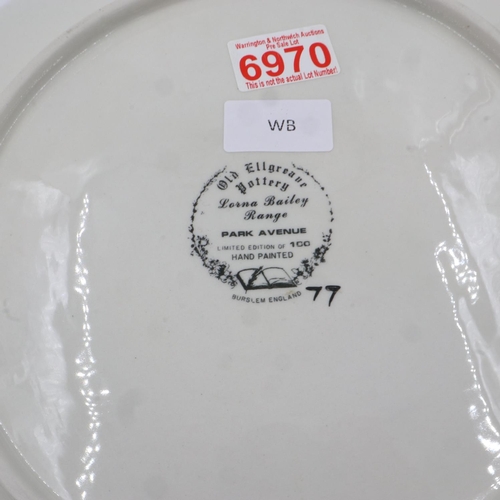 Warrington & Northwich Auctions
Pre Sale Lot
6970
This is not the actual Lot Number!
WB
Old Ellgreave
Pottery
Lorna Bailey
Range
PARK AVENUE
LIMITED EDITION OF 100
HAND PAINTED
BURSLEM ENGLAND
77